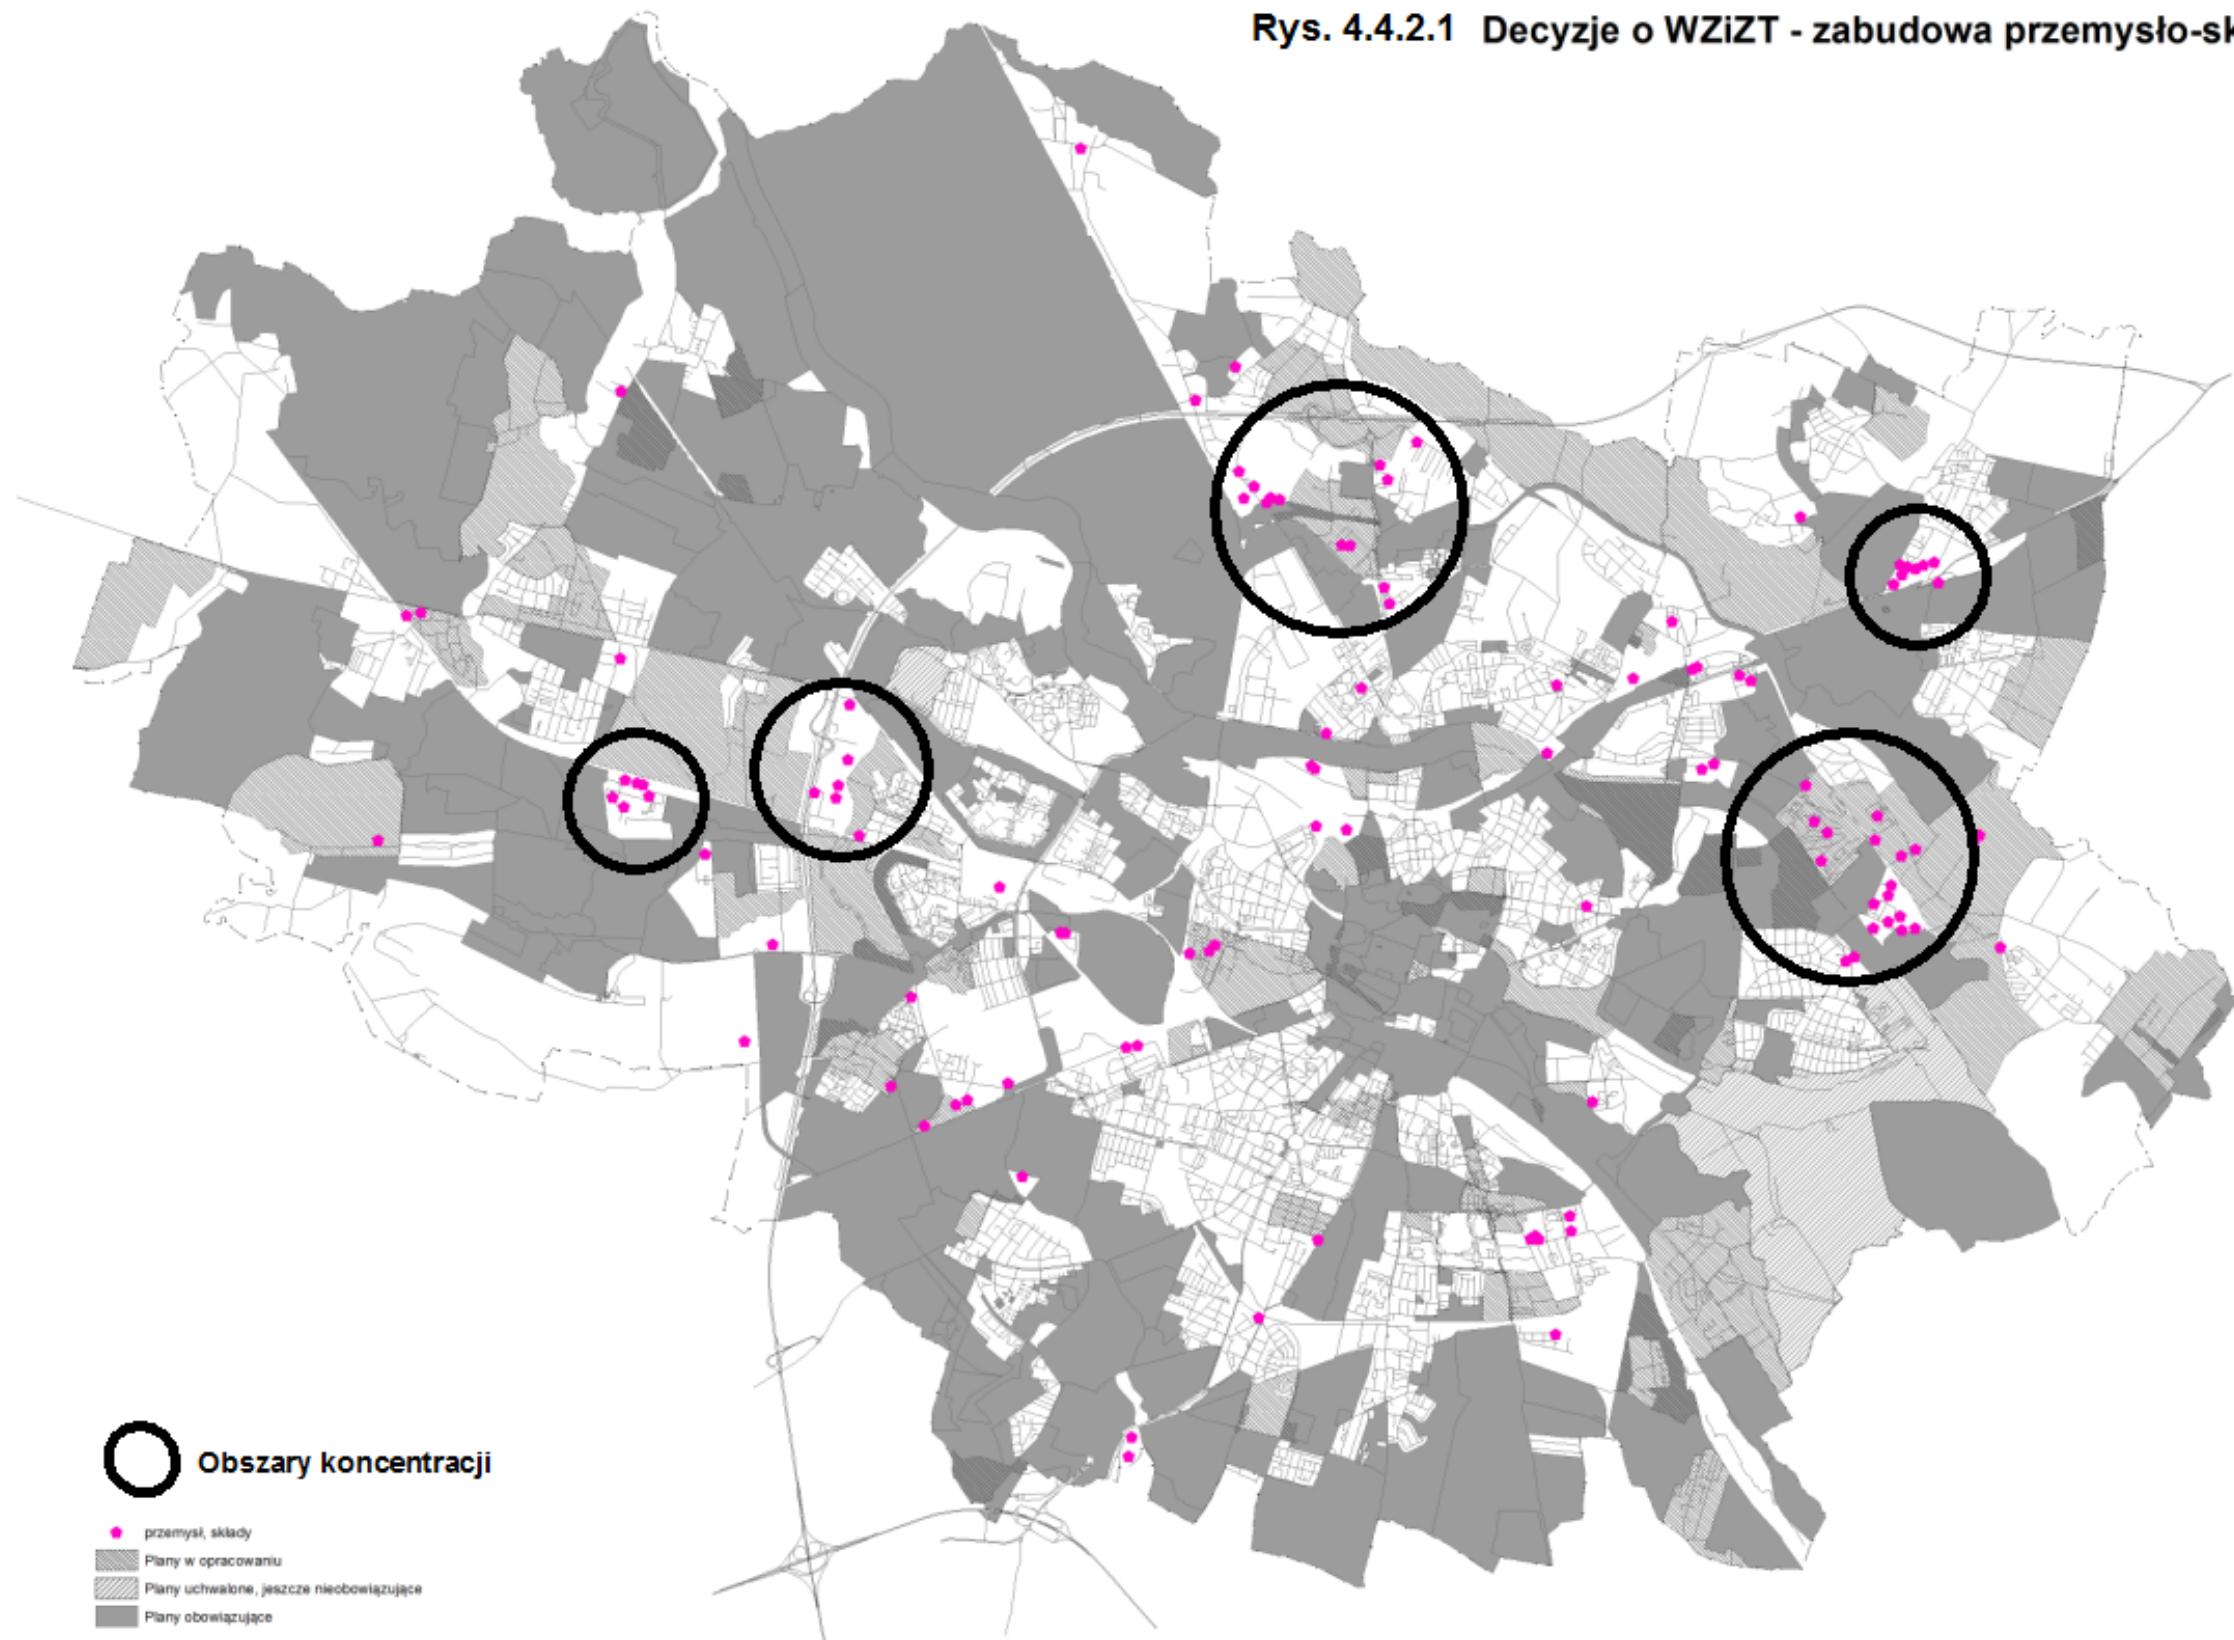 Rys. 4.4.2.1 Decyzje o WZiZT - zabudowa przemysło-sk
Obszary koncentracji
przemysł, składy
Plany w opracowaniu
Plany uchwalone, jeszcze nieobowiązujące
Plany obowiązujące